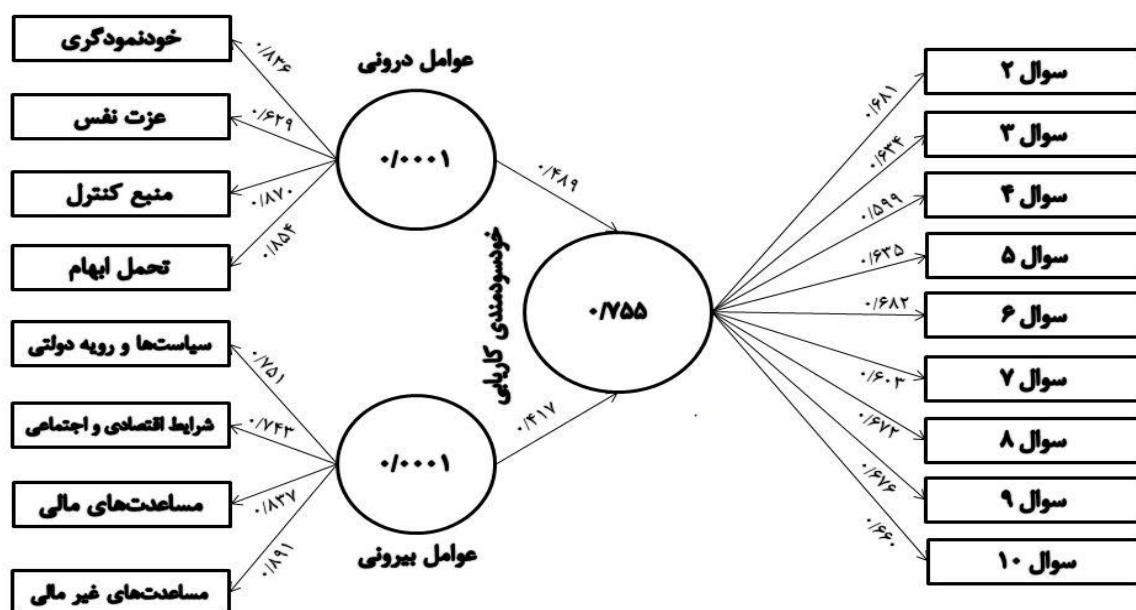 خودنمودگری
عزت نفس
منبع کنترل
تحمل ابهام
سیاست‌ها و رویه دولتی
شرایط اقتصادی و اجتماعی
مساعدت‌های مالی
مساعدت‌های غیر مالی
۰/۸۳۶
۰/۶۲۹
۰/۸۷۰
۰/۸۵۴
۰/۷۵۱
۰/۷۴۳
۰/۸۳۷
۰/۸۹۱
عوامل درونی
۰/۰۰۰۱
۰/۰۰۰۱
عوامل بیرونی
۰/۴۸۹
۰/۴۱۷
خودسودمندی کاریابی
۰/۷۵۵
۰/۶۸۱
۰/۶۳۴
۰/۵۹۹
۰/۶۳۵
۰/۶۸۲
۰/۶۰۳
۰/۶۷۲
۰/۶۷۶
۰/۶۶۰
سوال ۲
سوال ۳
سوال ۴
سوال ۵
سوال ۶
سوال ۷
سوال ۸
سوال ۹
سوال ۱۰